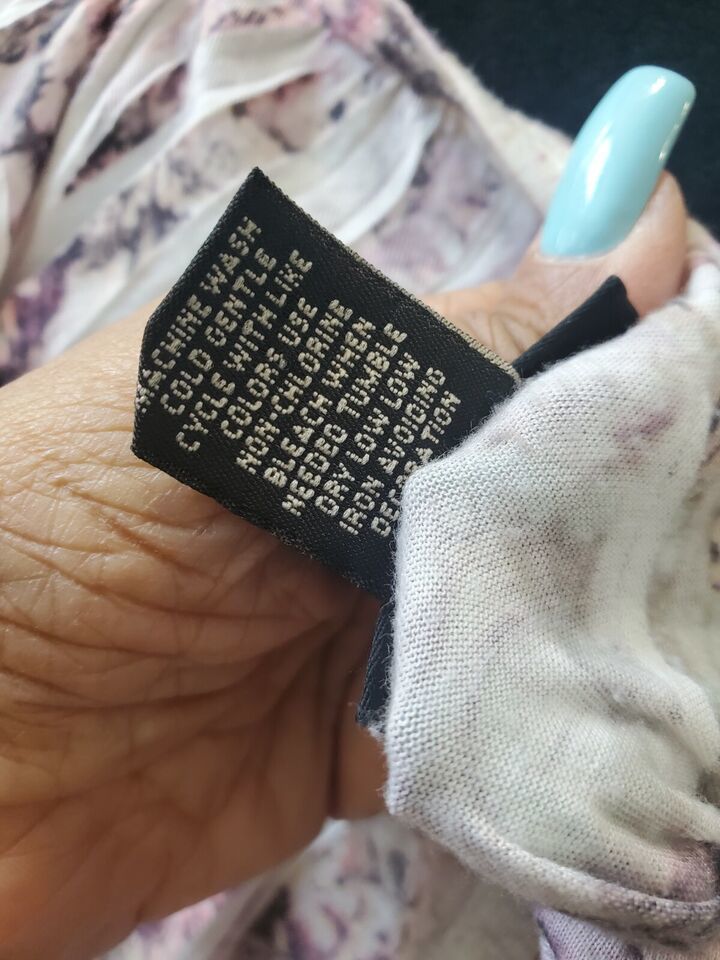 MACHINE WASH
COLD GENTLE
CYCLE WITH LIKE
COLORS USE
NON CHLORINE
BLEACH WHEN
NEEDED TUMBLE
DRY LOW LOW
IRON AVOIDING
DECORATION